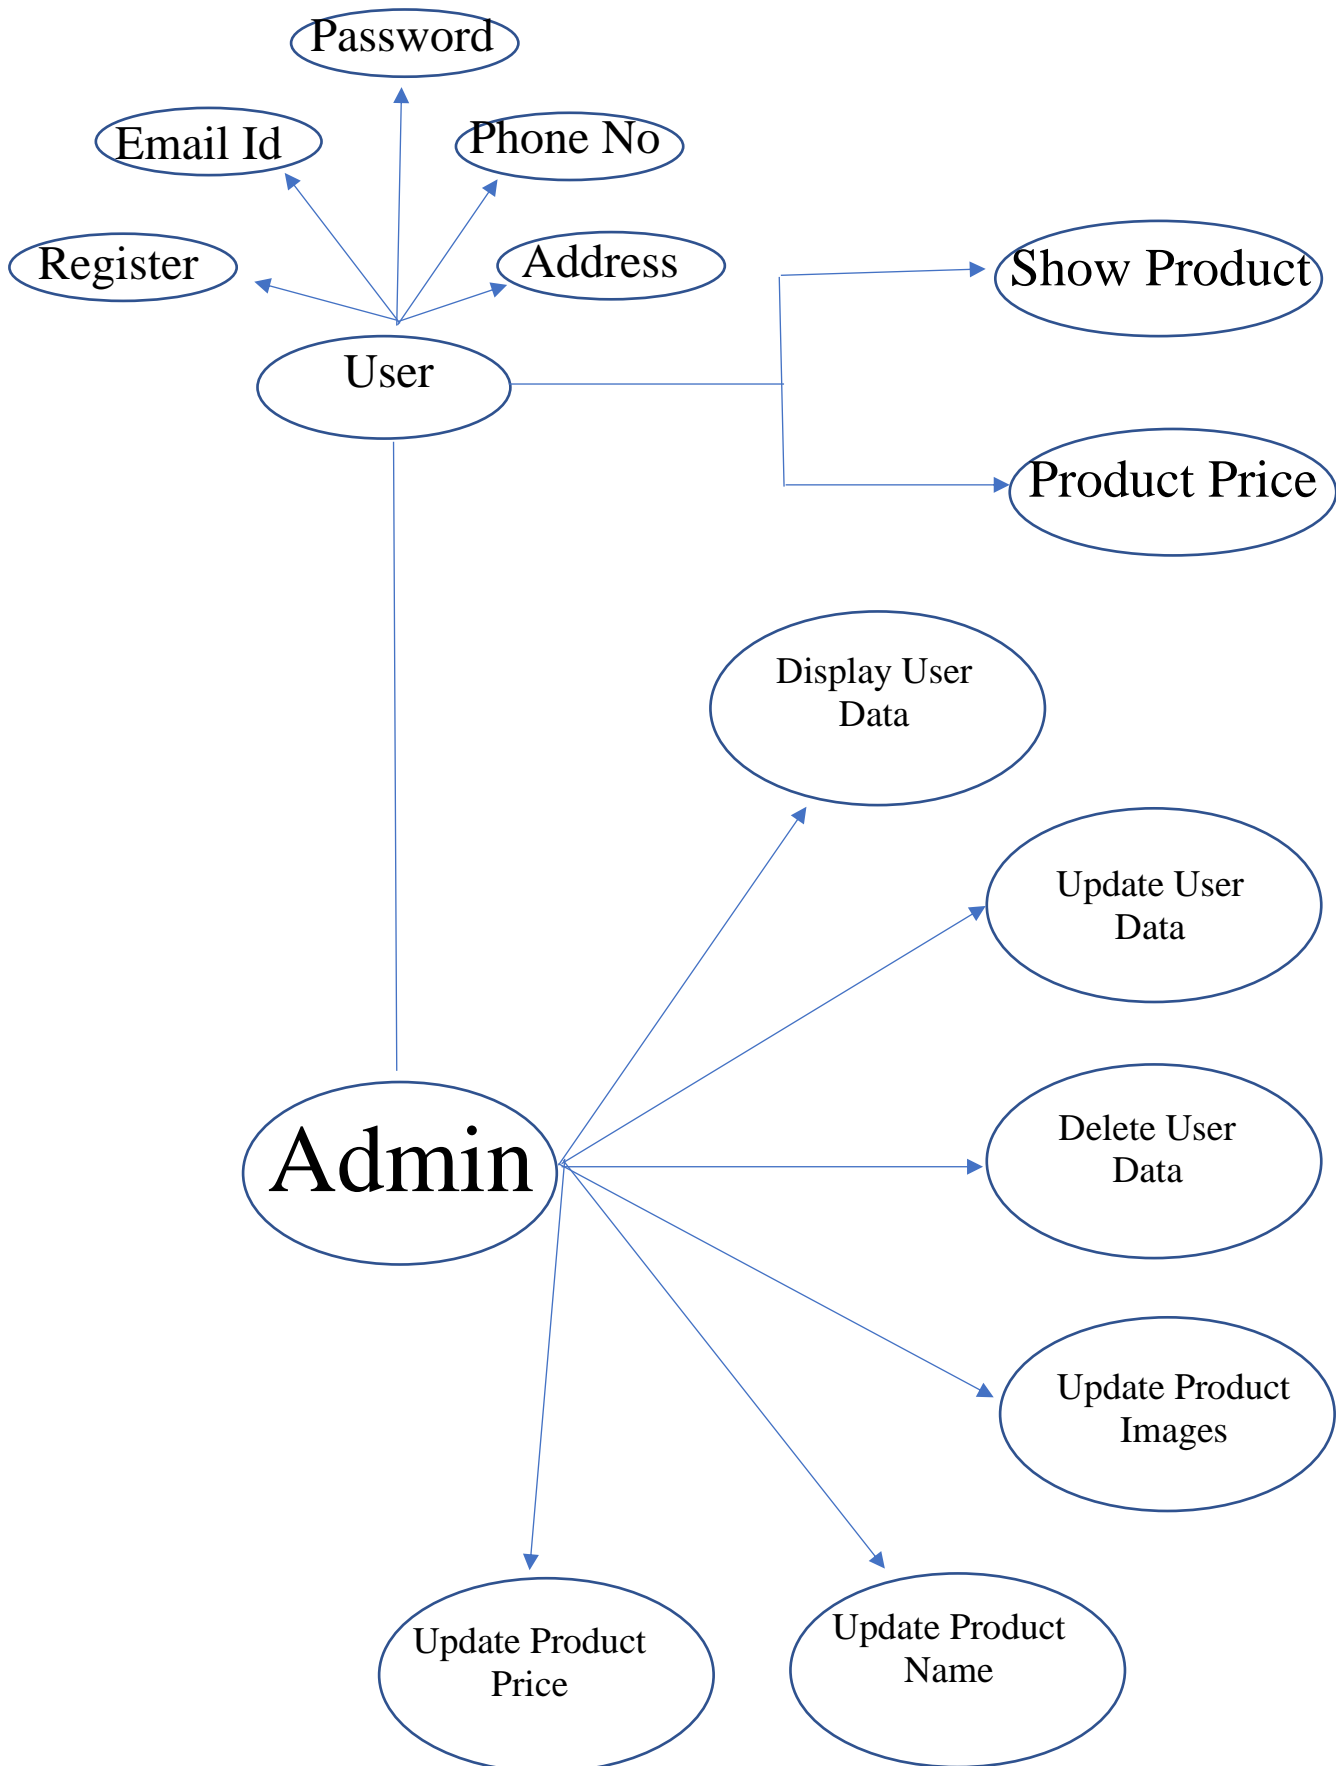 Password
Email Id
Phone No
Register
Address
Show Product
User
Product Price
Display User
Data
Update User
Data
Admin
Delete User
Data
Update Product
Images
Update Product
Price
Update Product
Name